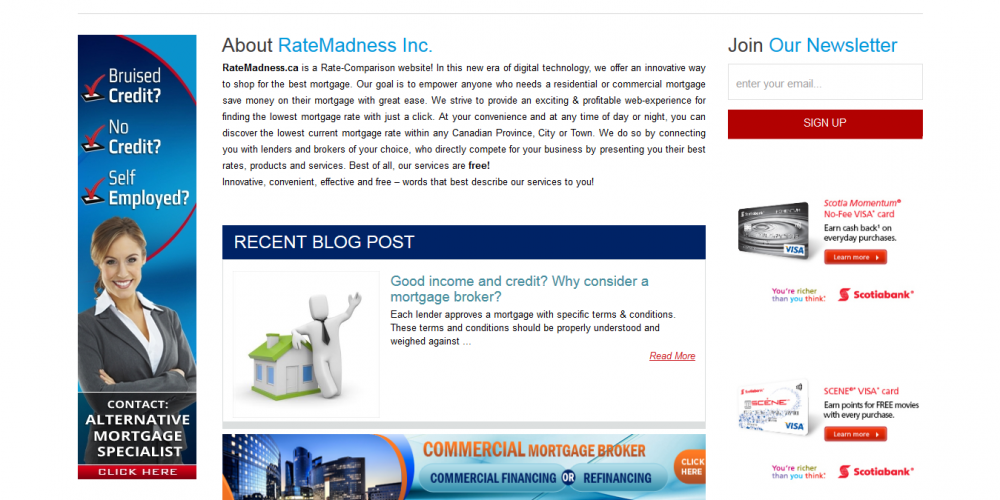 Bruised
Credit?
No
Credit?
Self
Employed?
CONTACT:
ALTERNATIVE
MORTGAGE
SPECIALIST
CLICK HERE
About RateMadness Inc.
RateMadness.ca is a Rate-Comparison website! In this new era of digital technology, we offer an innovative way
to shop for the best mortgage. Our goal is to empower anyone who needs a residential or commercial mortgage
save money on their mortgage with great ease. We strive to provide an exciting & profitable web-experience for
finding the lowest mortgage rate with just a click. At your convenience and at any time of day or night, you can
discover the lowest current mortgage rate within any Canadian Province, City or Town. We do so by connecting
you with lenders and brokers of your choice, who directly compete for your business by presenting you their best
rates, products and services. Best of all, our services are free!
Innovative, convenient, effective and free – words that best describe our services to you!
RECENT BLOG POST
Good income and credit? Why consider a
mortgage broker?
Each lender approves a mortgage with specific terms & conditions.
These terms and conditions should be properly understood and
weighed against …
Read More
COMMERCIAL MORTGAGE BROKER
COMMERCIAL FINANCING OR REFINANCING
CLICK
HERE
Join Our Newsletter
enter your email...
SIGN UP
Scotiabank
VISA
Scotia Momentum®
No-Fee VISA* card
Earn cash back¹ on
everyday purchases.
Learn more
You're richer
than you think.
Scotiabank®
Scotiabank
SCENE
VISA
SCENE®* VISA* card
Earn points for FREE movies
with every purchase.
Learn more
You're richer
than you think.
Scotiabank®